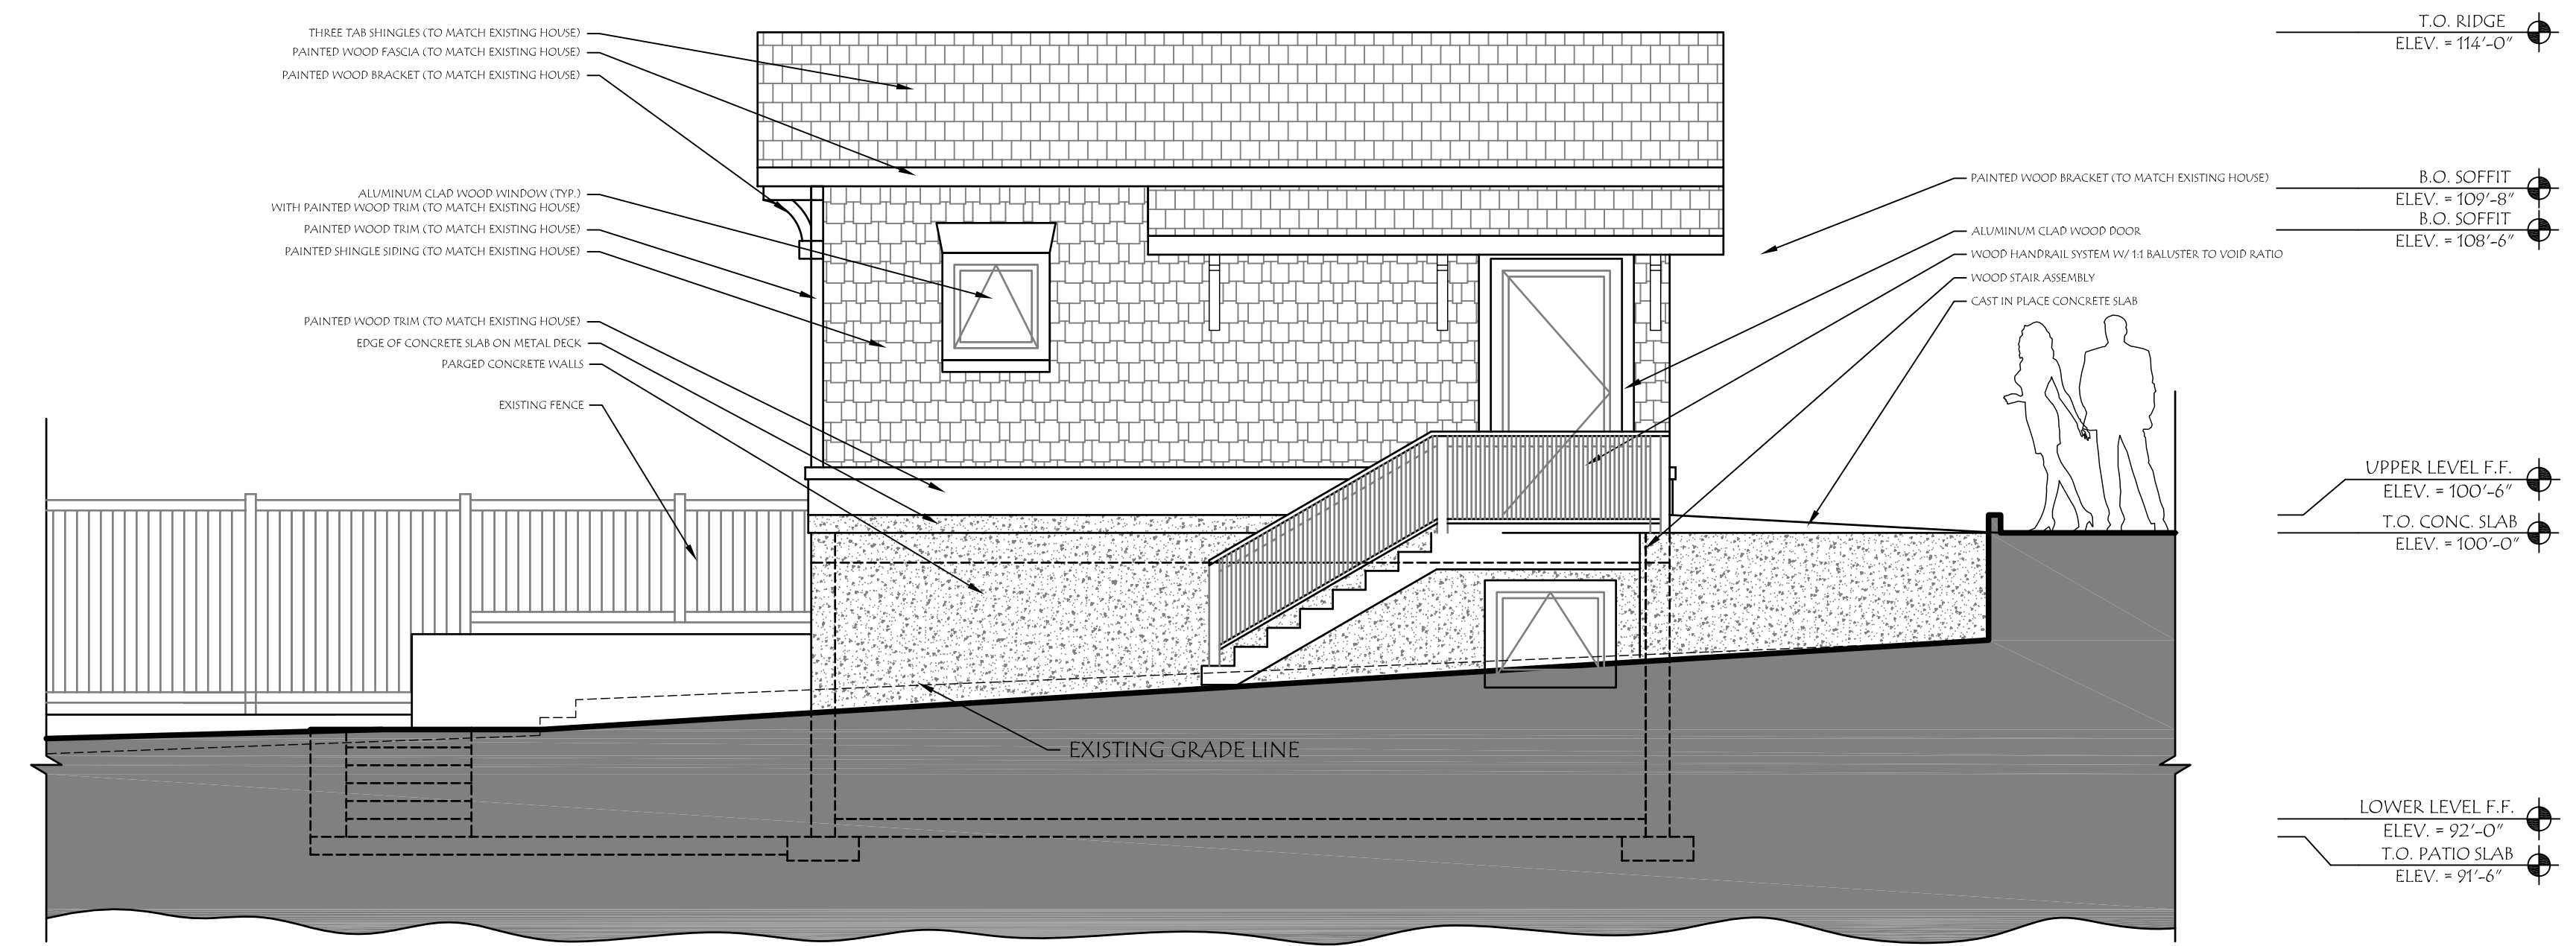 THREE TAB SHINGLES (TO MATCH EXISTING HOUSE)
PAINTED WOOD FASCIA (TO MATCH EXISTING HOUSE)
PAINTED WOOD BRACKET (TO MATCH EXISTING HOUSE)
ALUMINUM CLAD WOOD WINDOW (TYP.)
WITH PAINTED WOOD TRIM (TO MATCH EXISTING HOUSE)
PAINTED WOOD TRIM (TO MATCH EXISTING HOUSE)
PAINTED SHINGLE SIDING (TO MATCH EXISTING HOUSE)
PAINTED WOOD TRIM (TO MATCH EXISTING HOUSE)
EDGE OF CONCRETE SLAB ON METAL DECK
PARGED CONCRETE WALLS
EXISTING FENCE
EXISTING GRADE LINE
PAINTED WOOD BRACKET (TO MATCH EXISTING HOUSE)
ALUMINUM CLAD WOOD DOOR
WOOD HANDRAIL SYSTEM W/ 1:1 BALUSTER TO VOID RATIO
WOOD STAIR ASSEMBLY
CAST IN PLACE CONCRETE SLAB
T.O. RIDGE
ELEV. = 114'-0"
B.O. SOFFIT
ELEV. = 109'-8"
B.O. SOFFIT
ELEV. = 108'-6"
UPPER LEVEL F.F.
ELEV. = 100'-6"
T.O. CONC. SLAB
ELEV. = 100'-0"
LOWER LEVEL F.F.
ELEV. = 92'-0"
T.O. PATIO SLAB
ELEV. = 91'-6"